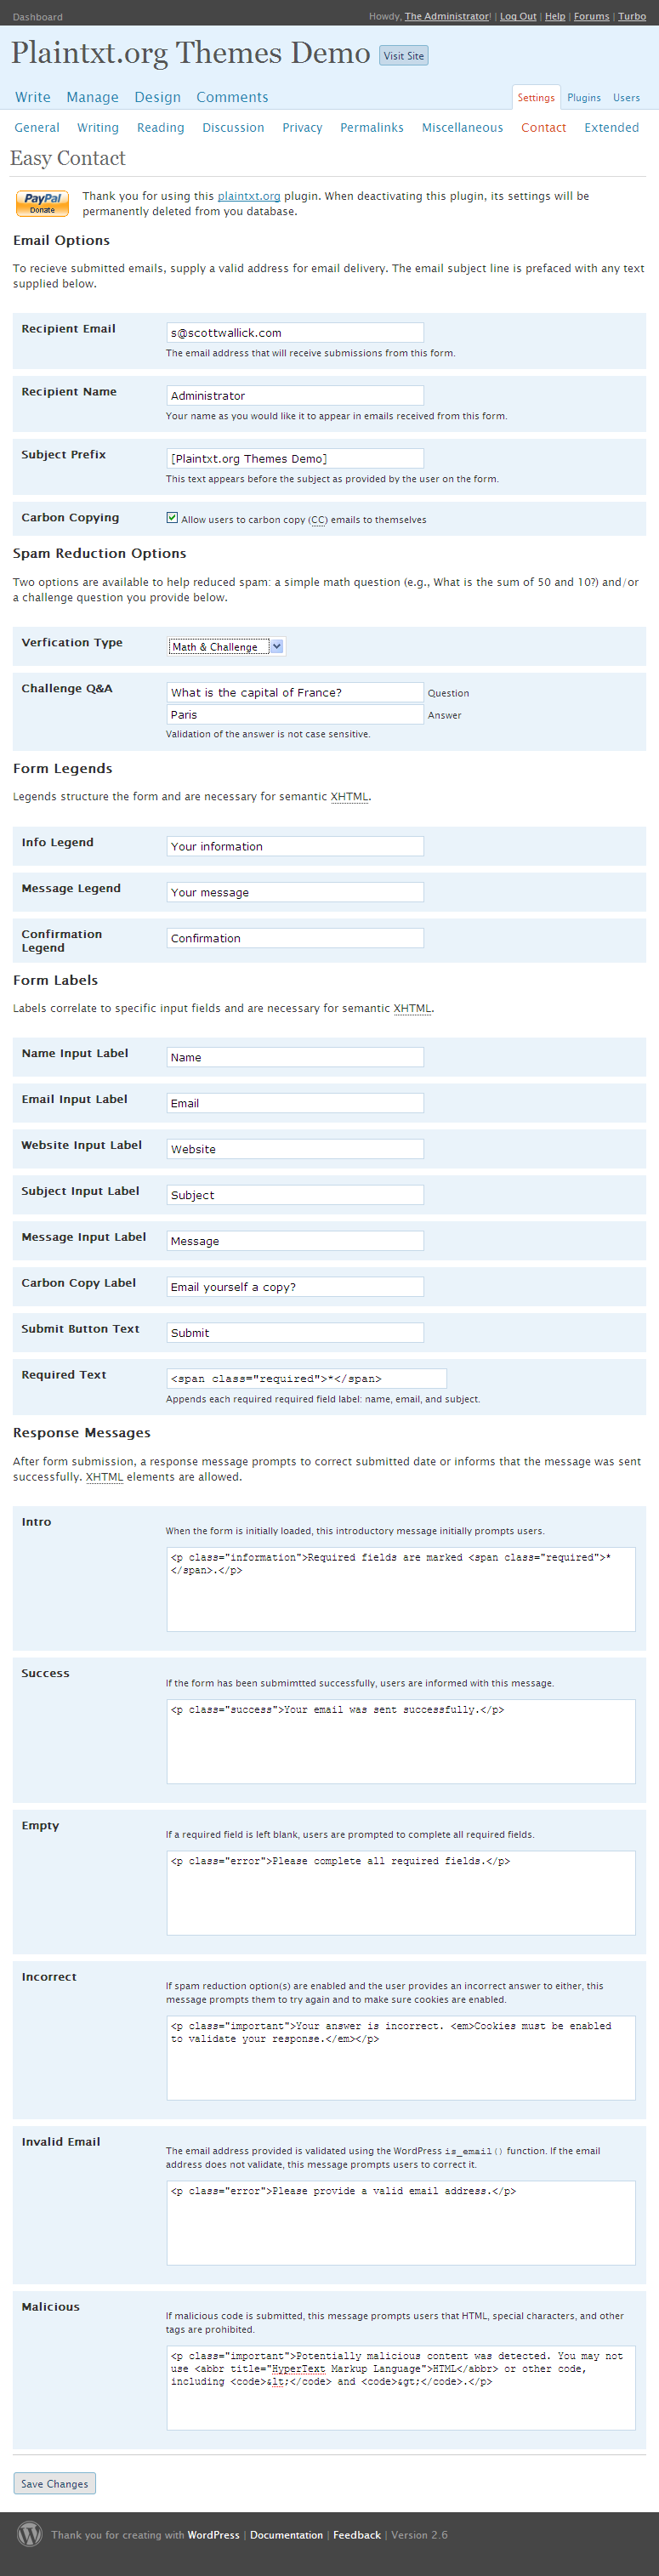 Dashboard
Howdy, The Administrator! | Log Out | Help | Forums | Turbo
Plaintxt.org Themes Demo Visit Site
Write Manage Design Comments Settings Plugins Users
General Writing Reading Discussion Privacy Permalinks Miscellaneous Contact Extended
Easy Contact
PayPal
Donate
Thank you for using this plaintxt.org plugin. When deactivating this plugin, its settings will be
permanently deleted from you database.
Email Options
To recieve submitted emails, supply a valid address for email delivery. The email subject line is prefaced with any text
supplied below.
Recipient Email s@scottwallick.com
The email address that will receive submissions from this form.
Recipient Name Administrator
Your name as you would like it to appear in emails received from this form.
Subject Prefix [Plaintxt.org Themes Demo]
This text appears before the subject as provided by the user on the form.
Carbon Copying Allow users to carbon copy (CC) emails to themselves
Spam Reduction Options
Two options are available to help reduced spam: a simple math question (e.g., What is the sum of 50 and 10?) and/or
a challenge question you provide below.
Verfication Type Math & Challenge
Challenge Q&A What is the capital of France? Question
Paris Answer
Validation of the answer is not case sensitive.
Form Legends
Legends structure the form and are necessary for semantic XHTML.
Info Legend Your information
Message Legend Your message
Confirmation
Legend
Confirmation
Form Labels
Labels correlate to specific input fields and are necessary for semantic XHTML.
Name Input Label Name
Email Input Label Email
Website Input Label Website
Subject Input Label Subject
Message Input Label Message
Carbon Copy Label Email yourself a copy?
Submit Button Text Submit
Required Text <span class="required">*</span>
Appends each required required field label: name, email, and subject.
Response Messages
After form submission, a response message prompts to correct submitted date or informs that the message was sent
successfully. XHTML elements are allowed.
Intro
When the form is initially loaded, this introductory message initially prompts users.
<p class="information">Required fields are marked <span class="required">*
</span>.</p>
Success
If the form has been submimtted successfully, users are informed with this message.
<p class="success">Your email was sent successfully.</p>
Empty
If a required field is left blank, users are prompted to complete all required fields.
<p class="error">Please complete all required fields.</p>
Incorrect
If spam reduction option(s) are enabled and the user provides an incorrect answer to either, this
message prompts them to try again and to make sure cookies are enabled.
<p class="important">Your answer is incorrect. <em>Cookies must be enabled
to validate your response.</em></p>
Invalid Email
The email address provided is validated using the WordPress is_email() function. If the email
address does not validate, this message prompts users to correct it.
<p class="error">Please provide a valid email address.</p>
Malicious
If malicious code is submitted, this message prompts users that HTML, special characters, and other
tags are prohibited.
<p class="important">Potentially malicious content was detected. You may not
use <abbr title="HyperText Markup Language">HTML</abbr> or other code,
including <code>&lt;</code> and <code>&gt;</code>.</p>
Save Changes
Thank you for creating with WordPress | Documentation | Feedback | Version 2.6